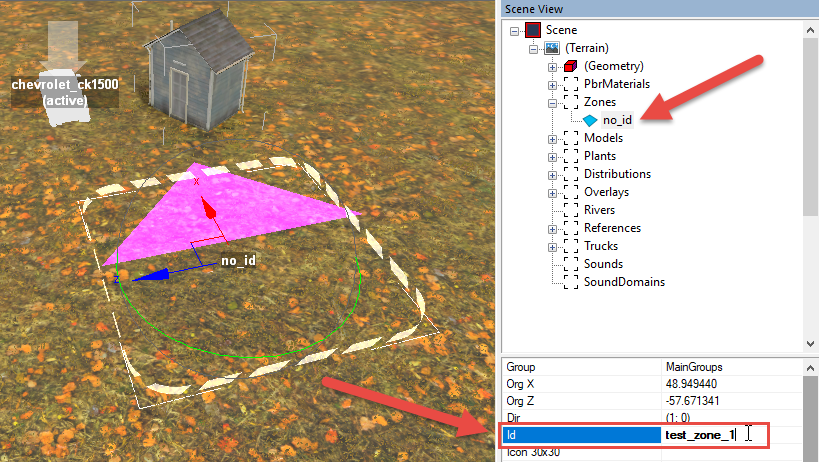 Scene View
Scene
(Terrain)
(Geometry)
PbrMaterials
Zones
no_id
Models
Plants
Distributions
Overlays
Rivers
References
Trucks
Sounds
SoundDomains
chevrolet_ck1500
(active)
X
no_id
Z
Group MainGroups
Org X 48.949440
Org Z -57.671341
Dir (1; 0)
Id test_zone_1
Icon 30x30